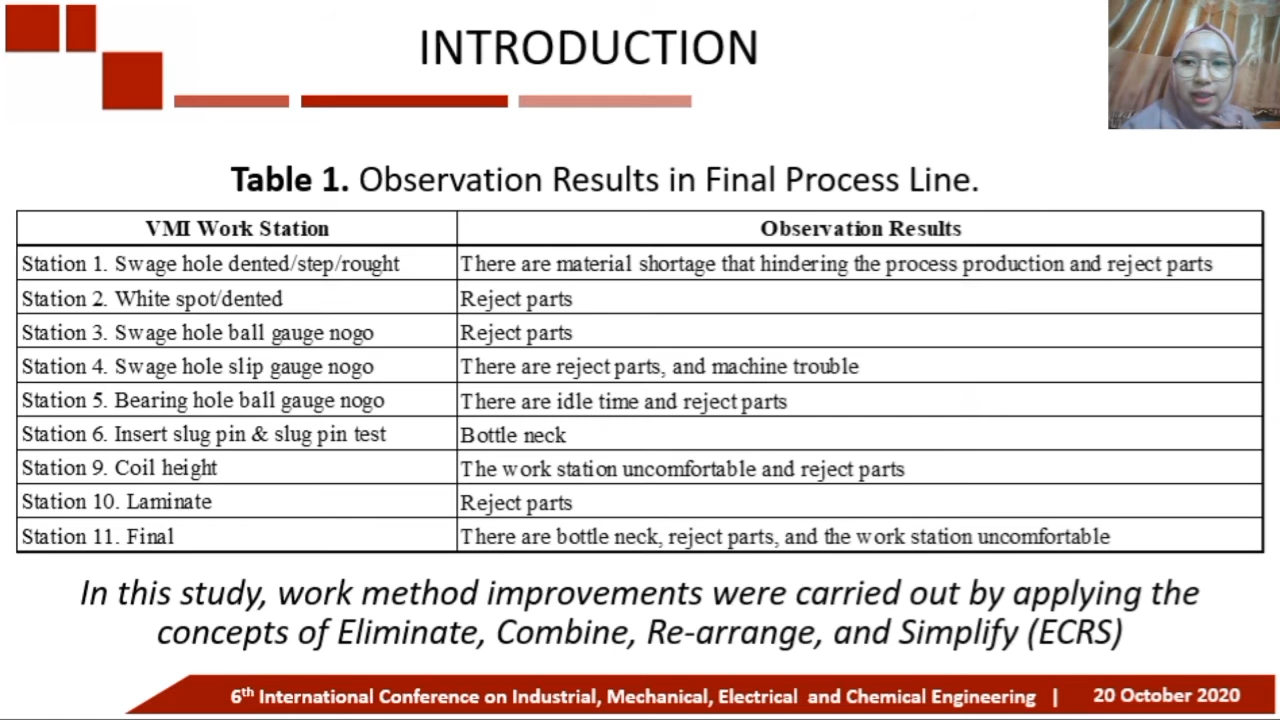 INTRODUCTION
Table 1. Observation Results in Final Process Line.
VMI Work Station Observation Results
Station 1. Swage hole dented/step/rought There are material shortage that hindering the process production and reject parts
Station 2. White spot/dented Reject parts
Station 3. Swage hole ball gauge nogo Reject parts
Station 4. Swage hole slip gauge nogo There are reject parts, and machine trouble
Station 5. Bearing hole ball gauge nogo There are idle time and reject parts
Station 6. Insert slug pin & slug pin test Bottle neck
Station 9. Coil height The work station uncomfortable and reject parts
Station 10. Laminate Reject parts
Station 11. Final There are bottle neck, reject parts, and the work station uncomfortable
In this study, work method improvements were carried out by applying the
concepts of Eliminate, Combine, Re-arrange, and Simplify (ECRS)
6th International Conference on Industrial, Mechanical, Electrical and Chemical Engineering | 20 October 2020